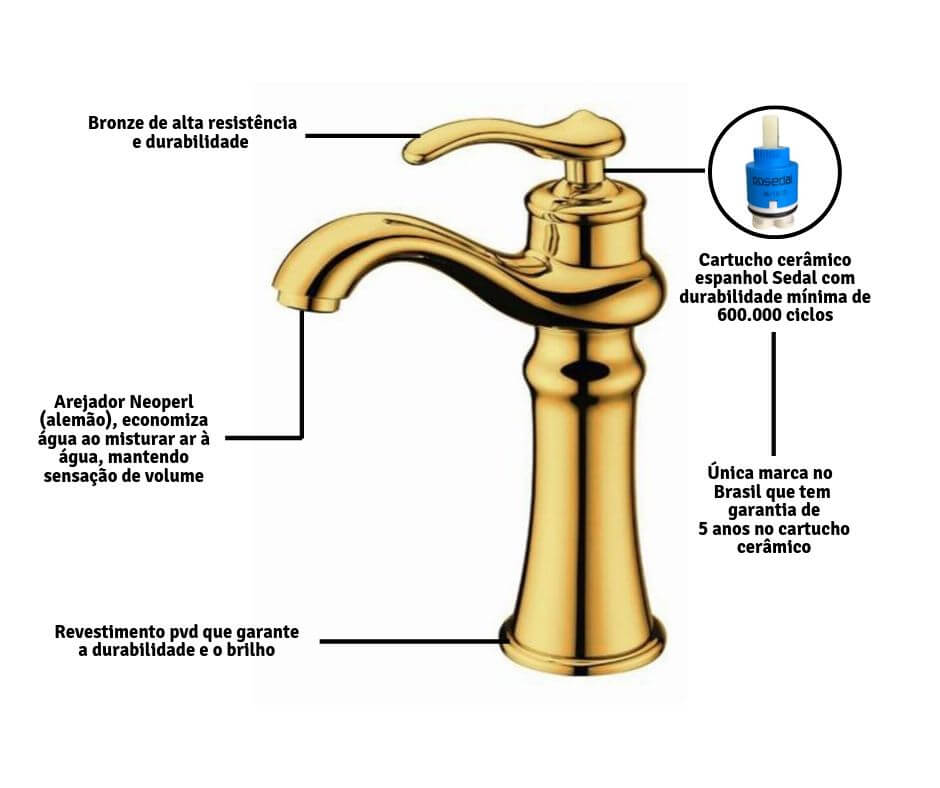 Bronze de alta resistência
e durabilidade
sedal
Cartucho cerâmico
espanhol Sedal com
durabilidade mínima de
600.000 ciclos
Arejador Neoperl
(alemão), economiza
água ao misturar ar à
água, mantendo
sensação de volume
Única marca no
Brasil que tem
garantia de
5 anos no cartucho
cerâmico
Revestimento pvd que garante
a durabilidade e o brilho